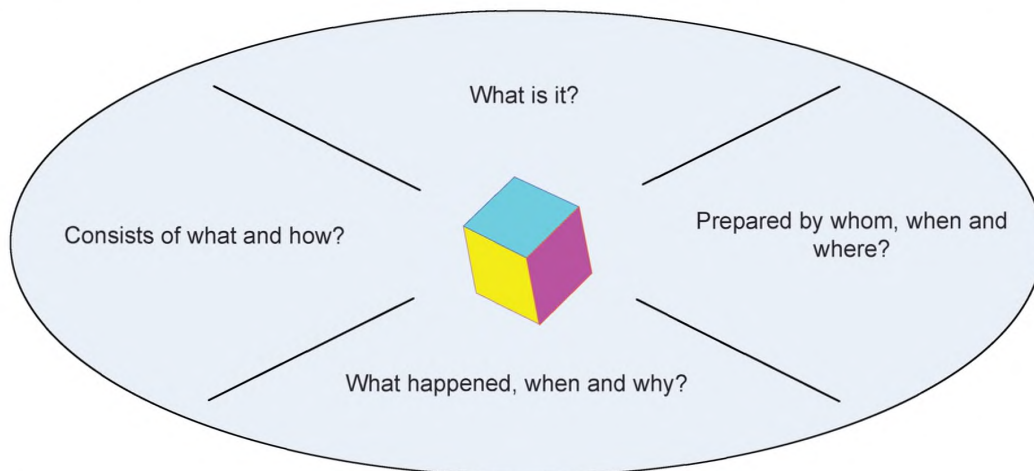 What is it?
Consists of what and how?
Prepared by whom, when and
where?
What happened, when and why?